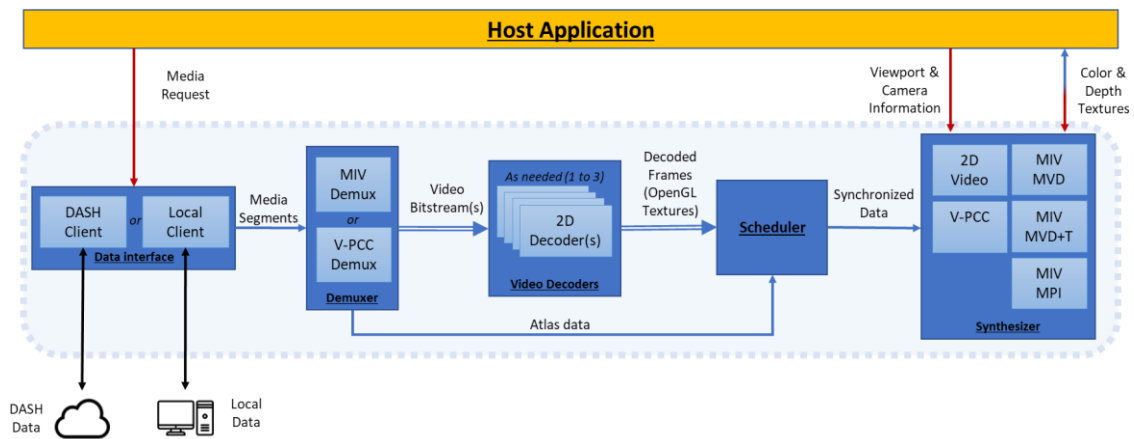 Host Application
Media
Request
Viewport &
Camera
Information
Color &
Depth
Textures
DASH
Client
or
Local
Client
Data interface
Media
Segments
MIV
Demux
or
V-PCC
Demux
Demuxer
Video
Bitstream(s)
As needed (1 to 3)
2D
Decoder(s)
Video Decoders
Decoded
Frames
(OpenGL
Textures)
Scheduler
Synchronized
Data
2D
Video
MIV
MVD
V-PCC
MIV
MVD+T
MIV
MPI
Synthesizer
Atlas data
DASH
Data
Local
Data